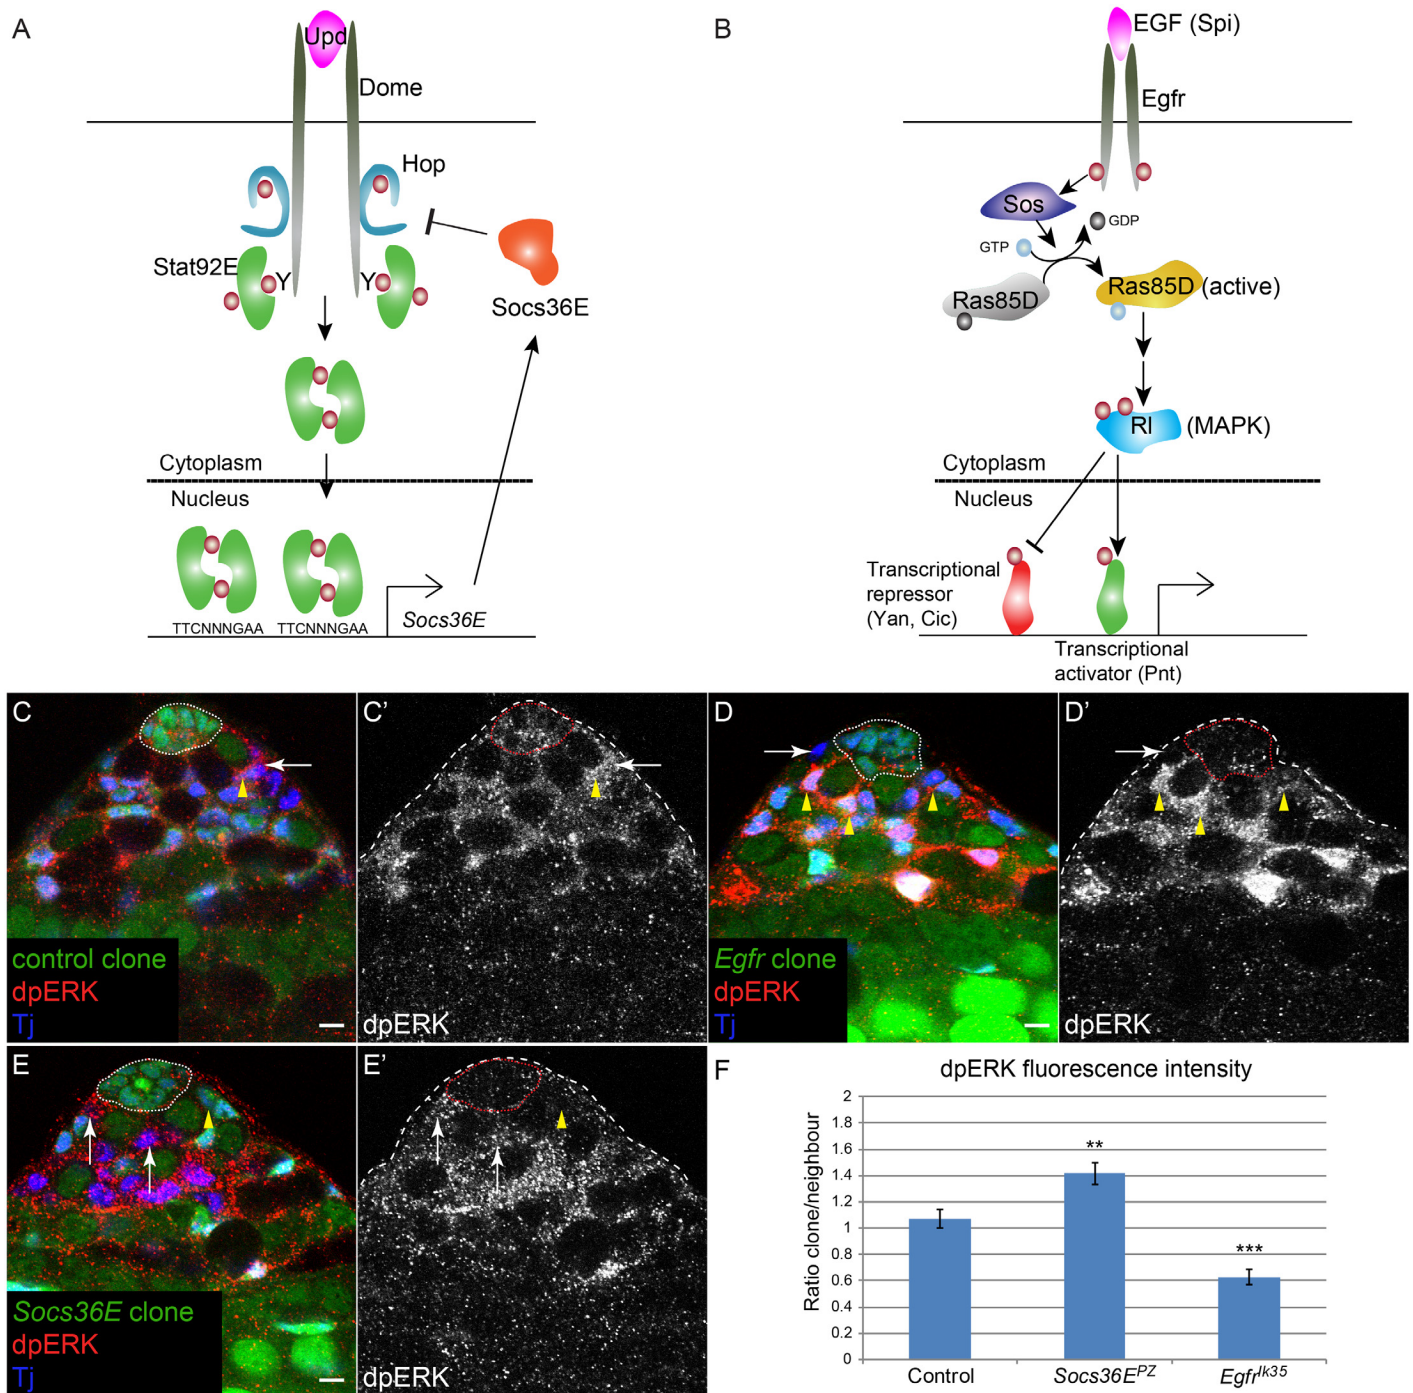 A
Upd
Dome
Hop
Stat92E
Y
Y
Socs36E
Cytoplasm
Nucleus
TTCNNNGAA
TTCNNNGAA
Socs36E
B
EGF (Spi)
Egfr
Sos
GDP
GTP
Ras85D
Ras85D (active)
Rl (MAPK)
Cytoplasm
Nucleus
Transcriptional
repressor
(Yan, Cic)
Transcriptional
activator (Pnt)
C
control clone
dpERK
Tj
C'
dpERK
D
Egfr clone
dpERK
Tj
D'
dpERK
E
Socs36E clone
dpERK
Tj
E'
dpERK
F
dpERK fluorescence intensity
Ratio clone/neighbour
2
1.8
1.6
1.4
1.2
1
0.8
0.6
0.4
0.2
0
**
***
Control
Socs36E^PZ
Egfr^lk35